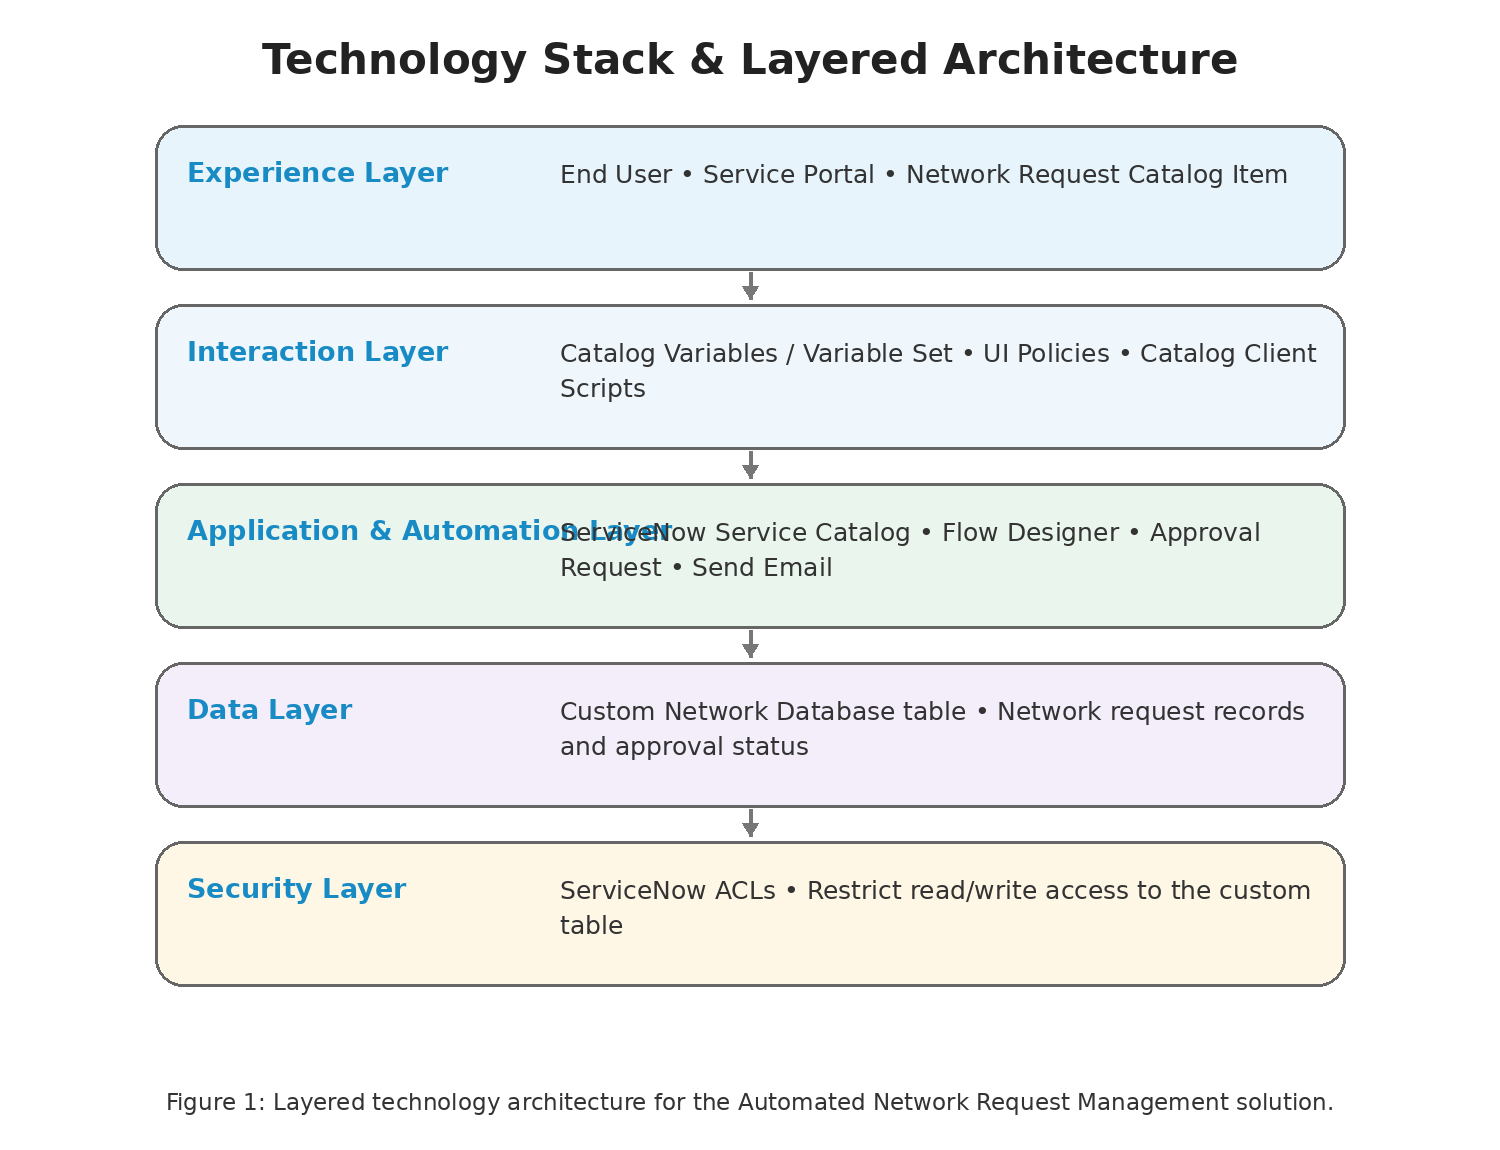 Technology Stack & Layered Architecture
Experience Layer
End User • Service Portal • Network Request Catalog Item
Interaction Layer
Catalog Variables / Variable Set • UI Policies • Catalog Client
Scripts
Application & Automation Layer
ServiceNow Service Catalog • Flow Designer • Approval
Request • Send Email
Data Layer
Custom Network Database table • Network request records
and approval status
Security Layer
ServiceNow ACLs • Restrict read/write access to the custom
table
Figure 1: Layered technology architecture for the Automated Network Request Management solution.